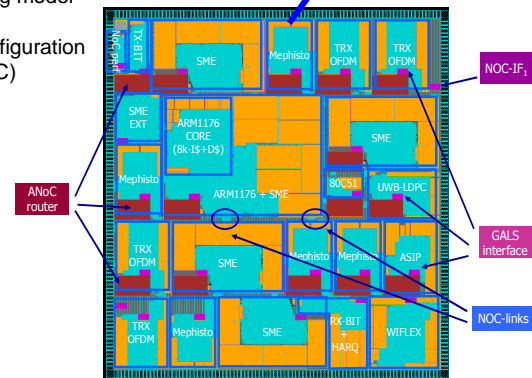 g model
figuration
C)
NoC-perf
TX-BIT
SME
Mephisto
TRX
OFDM
TRX
OFDM
NOC-IF1
SME
EXT
ARM1176
CORE
(8k-I$+D$)
SME
Mephisto
ARM1176 + SME
80C51
UWB-LDPC
ANoC
router
GALS
interface
TRX
OFDM
SME
Mephisto
Mephisto
ASIP
NOC-links
TRX
OFDM
Mephisto
SME
RX-BIT
+
HARQ
WIFLEX